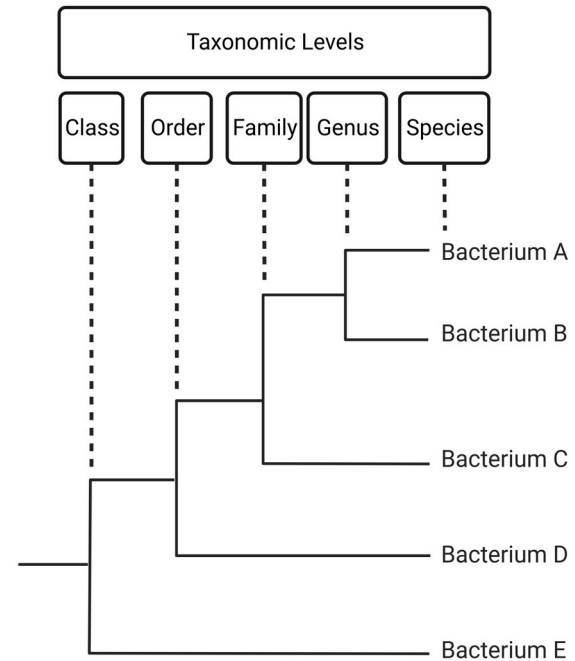 Taxonomic Levels
Class Order Family Genus Species
Bacterium A
Bacterium B
Bacterium C
Bacterium D
Bacterium E